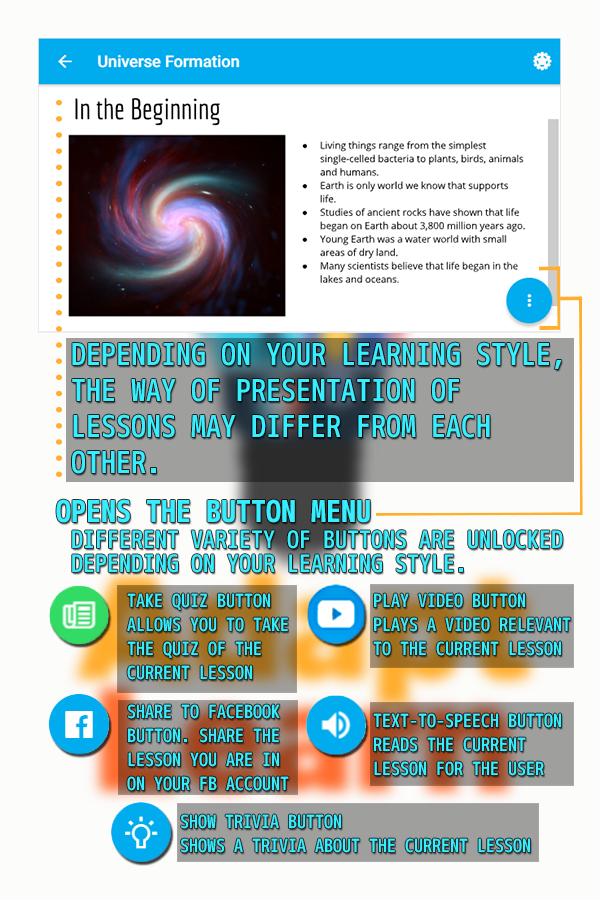 Universe Formation
In the Beginning
Living things range from the simplest
single-celled bacteria to plants, birds, animals
and humans.
Earth is only world we know that supports
life.
Studies of ancient rocks have shown that life
began on Earth about 3,800 million years ago.
Young Earth was a water world with small
areas of dry land.
Many scientists believe that life began in the
lakes and oceans.
DEPENDING ON YOUR LEARNING STYLE,
THE WAY OF PRESENTATION OF
LESSONS MAY DIFFER FROM EACH
OTHER.
OPENS THE BUTTON MENU
DIFFERENT VARIETY OF BUTTONS ARE UNLOCKED
DEPENDING ON YOUR LEARNING STYLE.
TAKE QUIZ BUTTON
ALLOWS YOU TO TAKE
THE QUIZ OF THE
CURRENT LESSON
PLAY VIDEO BUTTON
PLAYS A VIDEO RELEVANT
TO THE CURRENT LESSON
SHARE TO FACEBOOK
BUTTON. SHARE THE
LESSON YOU ARE IN
ON YOUR FB ACCOUNT
TEXT-TO-SPEECH BUTTON
READS THE CURRENT
LESSON FOR THE USER
SHOW TRIVIA BUTTON
SHOWS A TRIVIA ABOUT THE CURRENT LESSON
Adapt
Learn